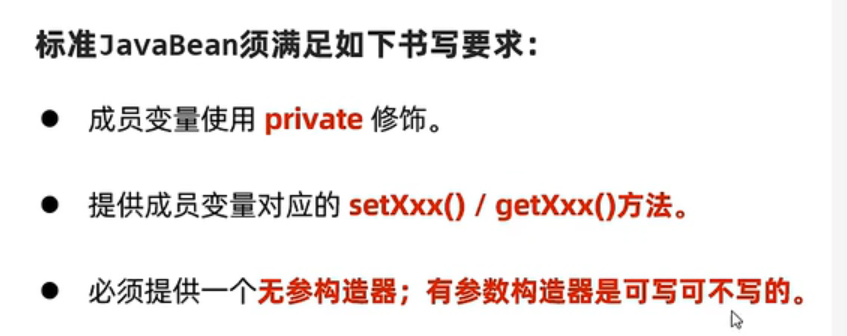 标准JavaBean须满足如下书写要求：
● 成员变量使用 private 修饰。
● 提供成员变量对应的 setXxx() / getXxx()方法。
● 必须提供一个无参构造器；有参数构造器是可写可不写的。